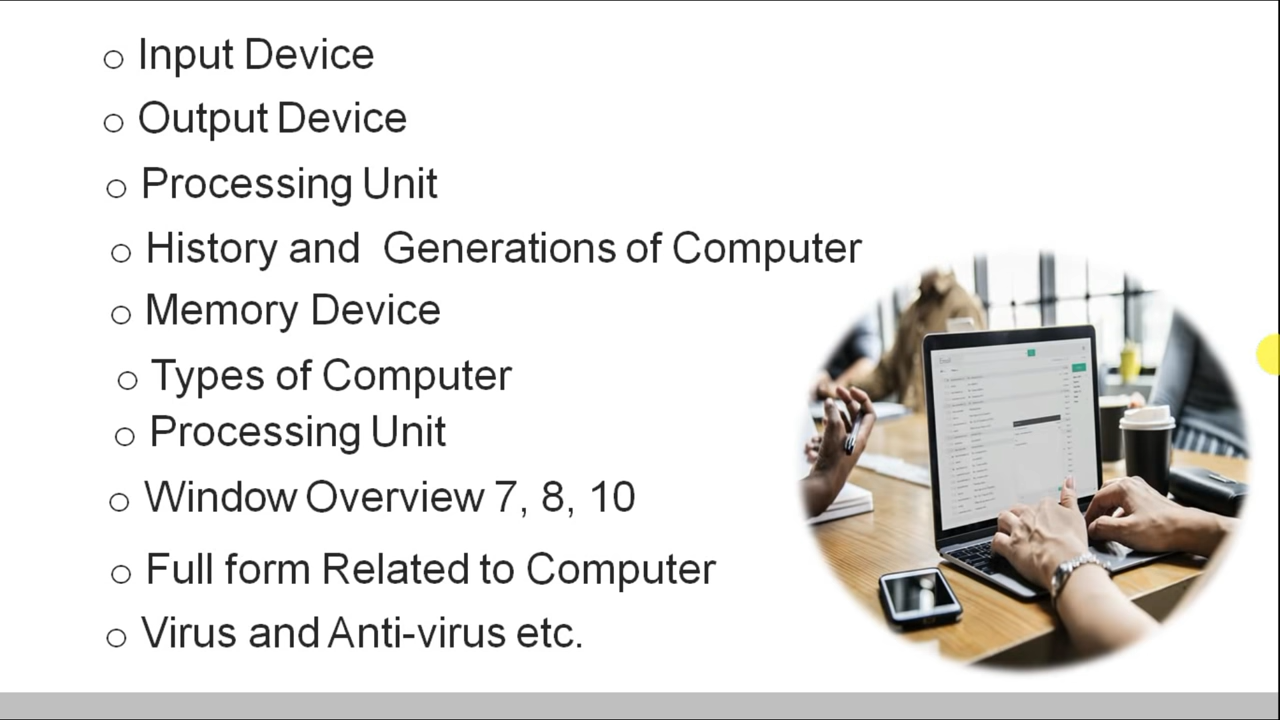 Input Device
Output Device
Processing Unit
History and Generations of Computer
Memory Device
Types of Computer
Processing Unit
Window Overview 7, 8, 10
Full form Related to Computer
Virus and Anti-virus etc.